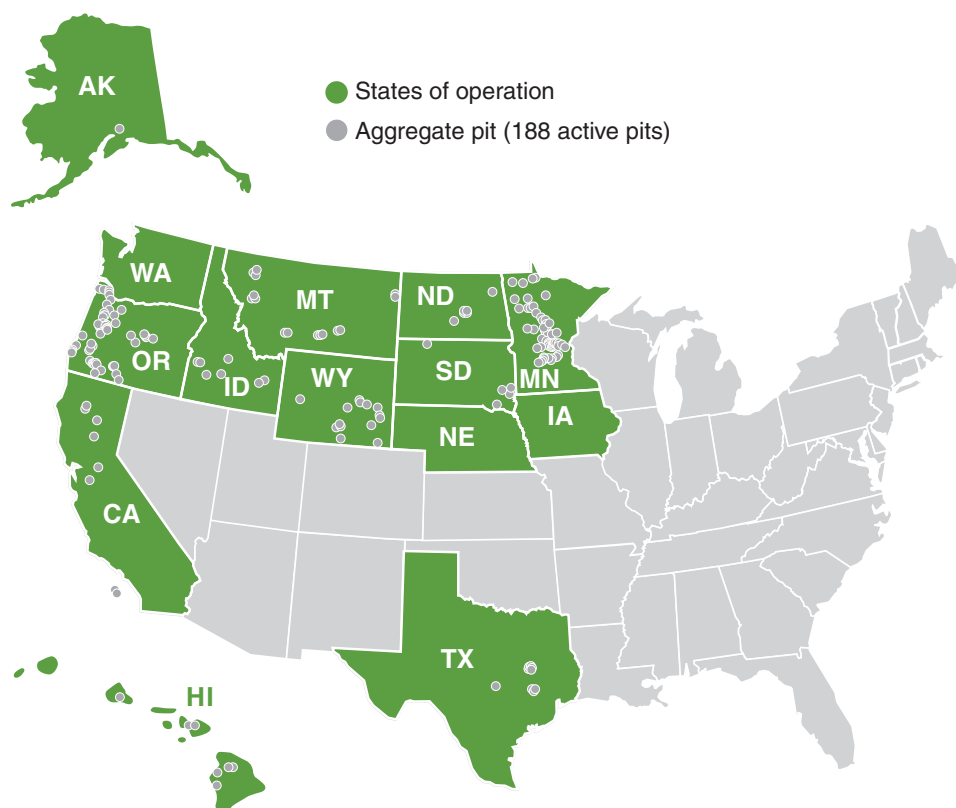 AK
States of operation
Aggregate pit (188 active pits)
WA
MT
ND
OR
ID
WY
SD
MN
NE
IA
CA
TX
HI